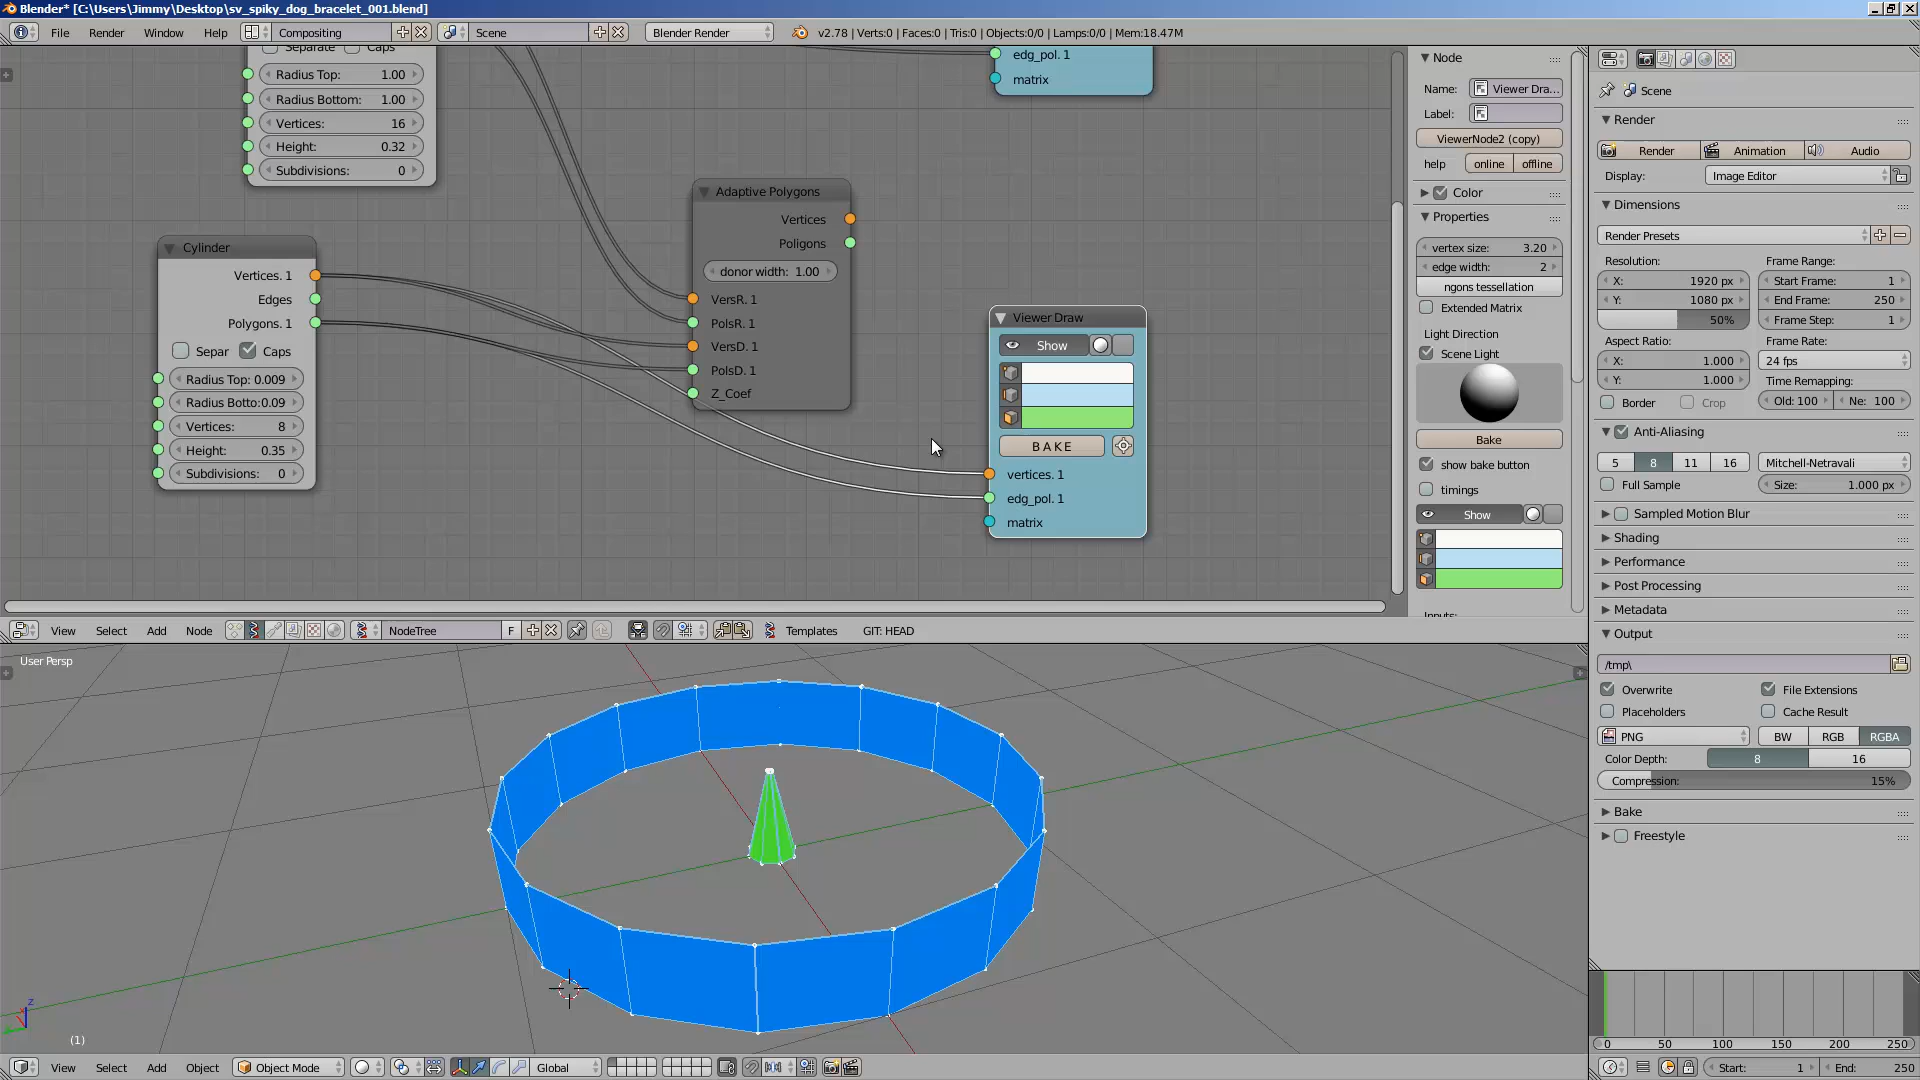 Blender* [C:\Users\Jimmy\Desktop\sv_spiky_dog_bracelet_001.blend]
File Render Window Help Compositing Scene Blender Render v2.78 | Verts:0 | Faces:0 | Tris:0 | Objects:0/0 | Lamps:0/0 | Mem:18.47M
Separate Caps
Radius Top: 1.00
Radius Bottom: 1.00
Vertices: 16
Height: 0.32
Subdivisions: 0
edg_pol. 1
matrix
Cylinder
Vertices. 1
Edges
Polygons. 1
Separ Caps
Radius Top: 0.009
Radius Botto:0.09
Vertices: 8
Height: 0.35
Subdivisions: 0
Adaptive Polygons
Vertices
Poligons
donor width: 1.00
VersR. 1
PolsR. 1
VersD. 1
PolsD. 1
Z_Coef
Viewer Draw
Show
BAKE
vertices. 1
edg_pol. 1
matrix
Node
Name: Viewer Dra...
Label:
ViewerNode2 (copy)
help online offline
Color
Properties
vertex size: 3.20
edge width: 2
ngons tessellation
Extended Matrix
Light Direction
Scene Light
Bake
show bake button
timings
Show
Inputs:
Scene
Render
Render Animation Audio
Display: Image Editor
Dimensions
Render Presets
Resolution: Frame Range:
X: 1920 px Start Frame: 1
Y: 1080 px End Frame: 250
50% Frame Step: 1
Aspect Ratio: Frame Rate:
X: 1.000 24 fps
Y: 1.000 Time Remapping:
Border Crop Old: 100 Ne: 100
Anti-Aliasing
5 8 11 16 Mitchell-Netravali
Full Sample Size: 1.000 px
Sampled Motion Blur
Shading
Performance
Post Processing
Metadata
Output
/tmp\
Overwrite File Extensions
Placeholders Cache Result
PNG BW RGB RGBA
Color Depth: 8 16
Compression: 15%
Bake
Freestyle
View Select Add Node NodeTree F Templates GIT: HEAD
User Persp
z
(1)
View Select Add Object Object Mode Global
0 50 100 150 200 250
Start: 1 End: 250